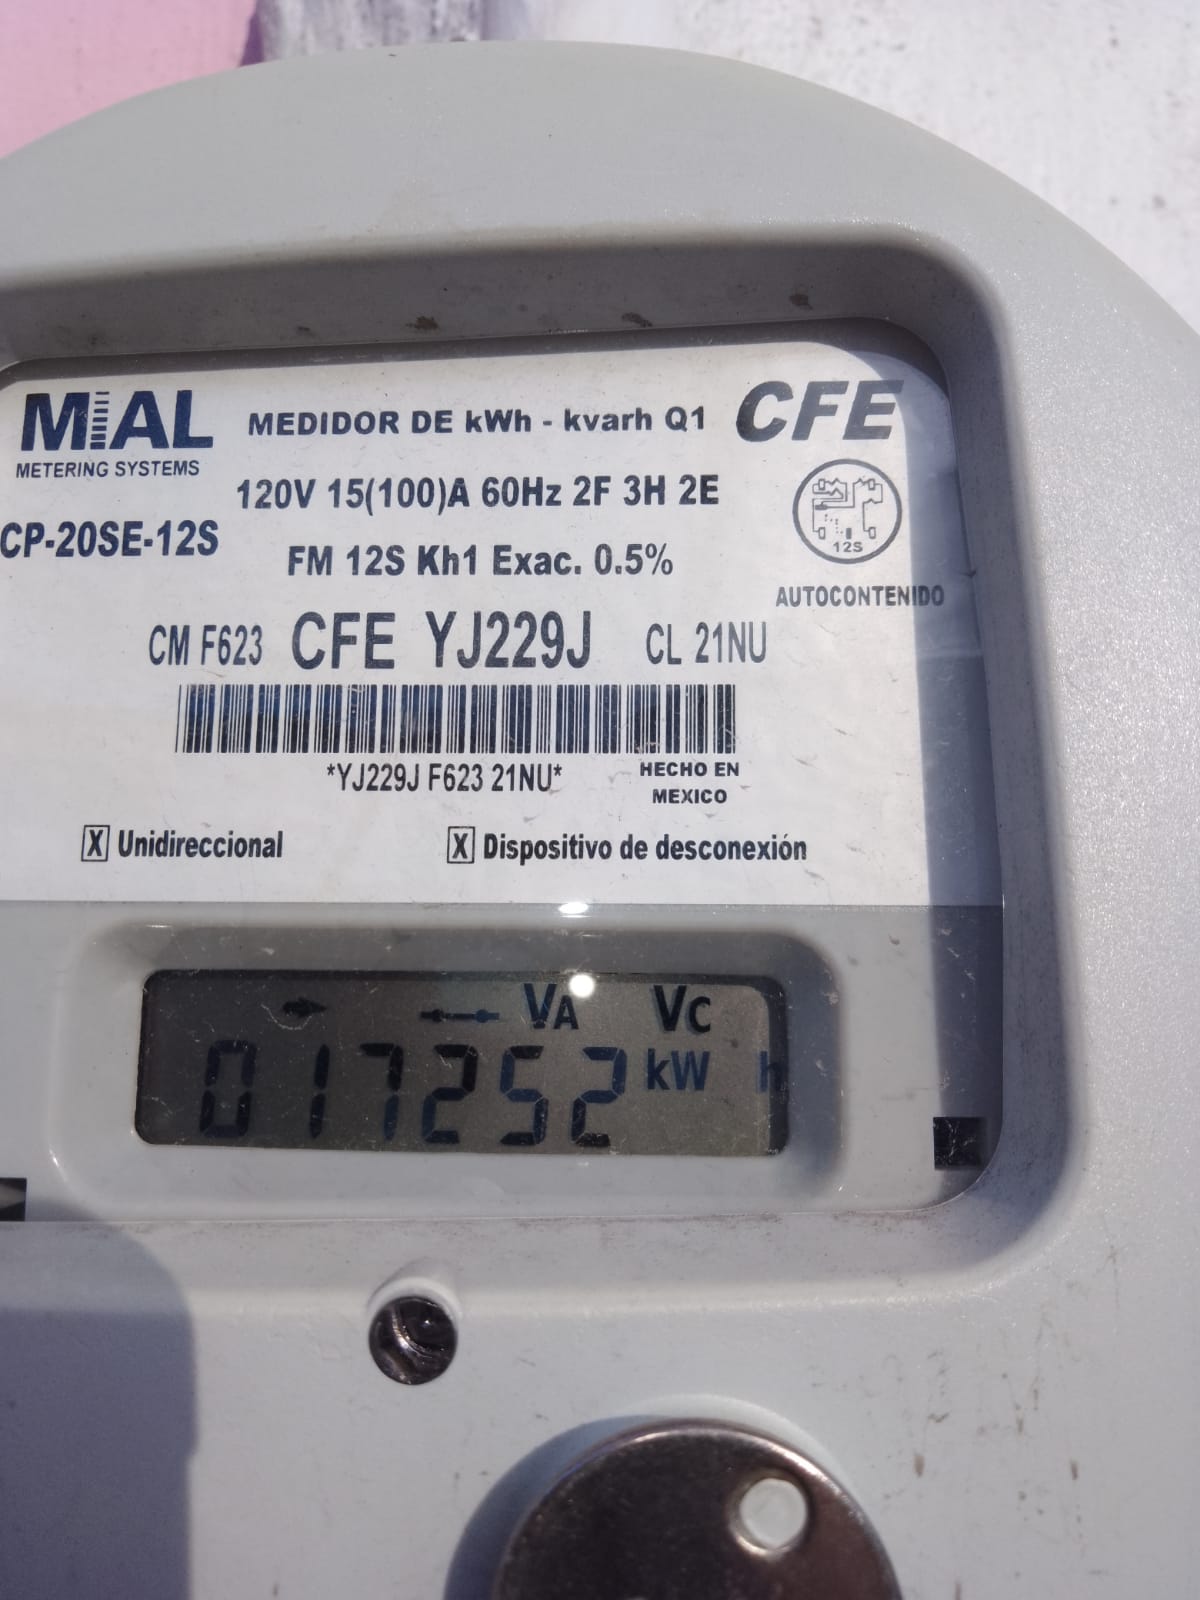 MIAL
METERING SYSTEMS
MEDIDOR DE kWh - kvarh Q1
CFE
120V 15(100)A 60Hz 2F 3H 2E
CP-20SE-12S
12S
FM 12S Kh1 Exac. 0.5%
AUTOCONTENIDO
CM F623 CFE YJ229J CL 21NU
*YJ229J F623 21NU*
HECHO EN
MEXICO
X Unidireccional
X Dispositivo de desconexión
VA VC
017252 kW h